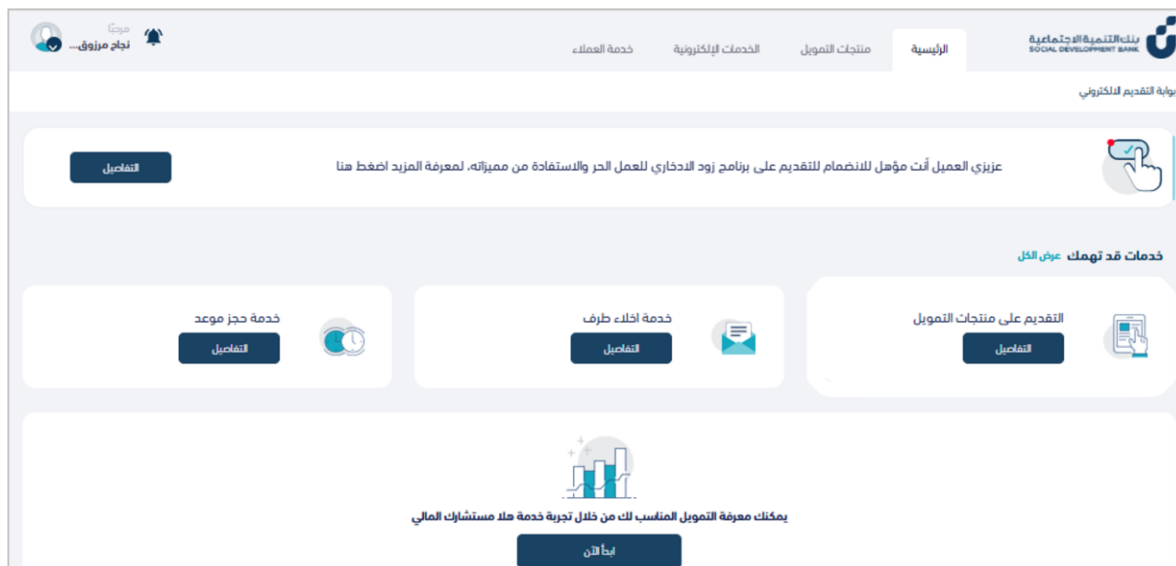 بنك التنمية الاجتماعية
SOCIAL DEVELOPMENT BANK
الرئيسية
منتجات التمويل
الخدمات الإلكترونية
خدمة العملاء
مرحبًا
نجاح مرزوق...
بوابة التقديم الالكتروني
عزيزي العميل أنت مؤهل للانضمام للتقديم على برنامج زود الادخاري للعمل الحر والاستفادة من مميزاته، لمعرفة المزيد اضغط هنا
التفاصيل
خدمات قد تهمك عرض الكل
التقديم على منتجات التمويل
التفاصيل
خدمة اخلاء طرف
التفاصيل
خدمة حجز موعد
التفاصيل
يمكنك معرفة التمويل المناسب لك من خلال تجربة خدمة هلا مستشارك المالي
ابدأ الآن